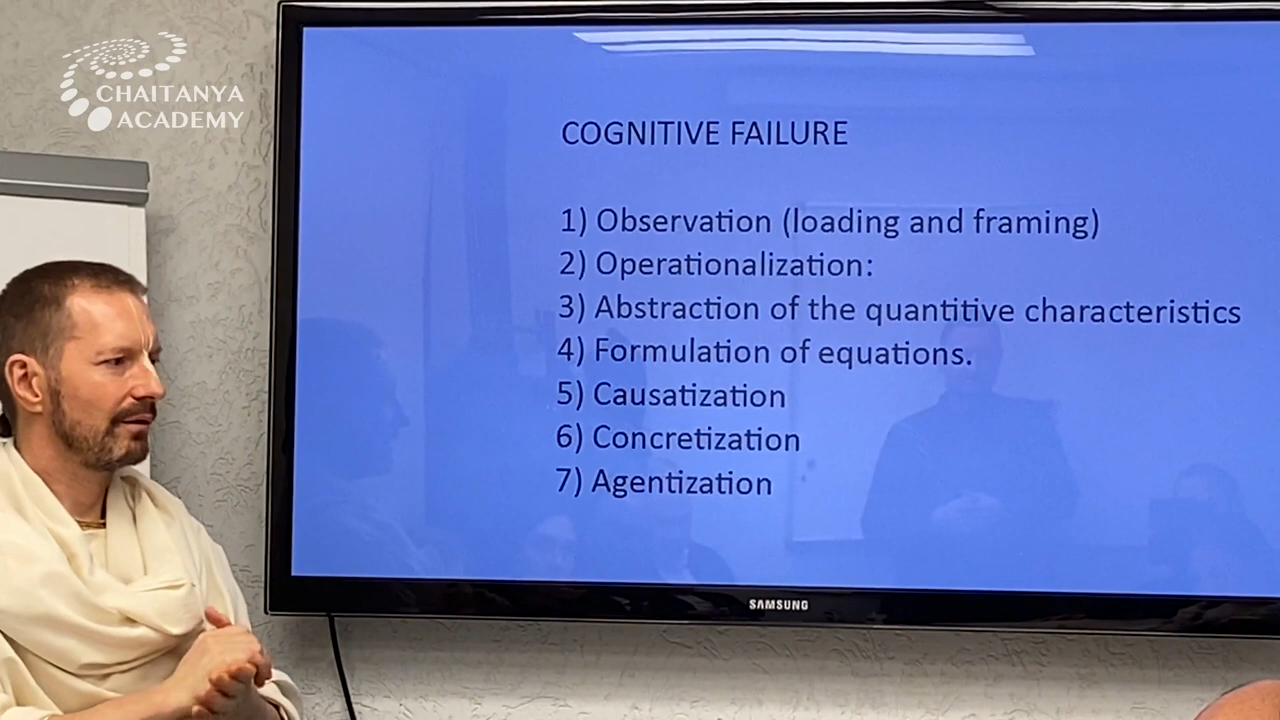 CHAITANYA
ACADEMY
COGNITIVE FAILURE
1) Observation (loading and framing)
2) Operationalization:
3) Abstraction of the quantitive characteristics
4) Formulation of equations.
5) Causatization
6) Concretization
7) Agentization
SAMSUNG